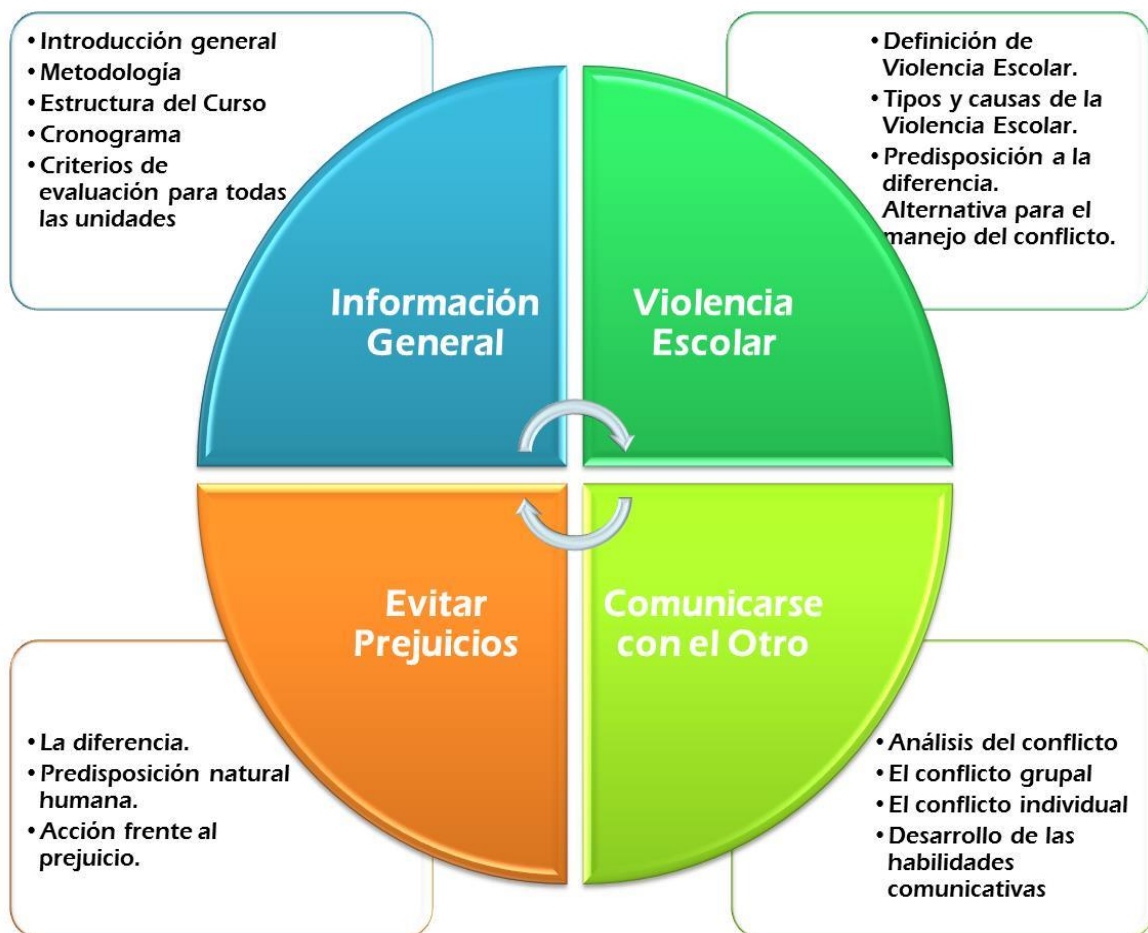 • Introducción general
• Metodología
• Estructura del Curso
• Cronograma
• Criterios de
evaluación para todas
las unidades
• Definición de
Violencia Escolar.
• Tipos y causas de la
Violencia Escolar.
• Predisposición a la
diferencia.
Alternativa para el
manejo del conflicto.
Información
General
Violencia
Escolar
Evitar
Prejuicios
Comunicarse
con el Otro
• La diferencia.
• Predisposición natural
humana.
• Acción frente al
prejuicio.
• Análisis del conflicto
• El conflicto grupal
• El conflicto individual
• Desarrollo de las
habilidades
comunicativas